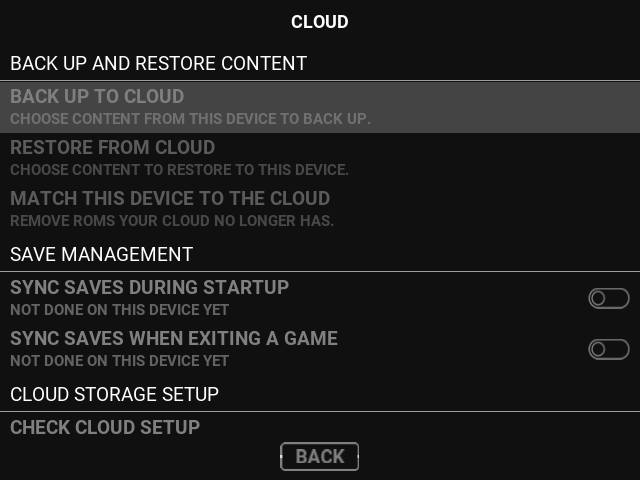 CLOUD
BACK UP AND RESTORE CONTENT
BACK UP TO CLOUD
CHOOSE CONTENT FROM THIS DEVICE TO BACK UP.
RESTORE FROM CLOUD
CHOOSE CONTENT TO RESTORE TO THIS DEVICE.
MATCH THIS DEVICE TO THE CLOUD
REMOVE ROMS YOUR CLOUD NO LONGER HAS.
SAVE MANAGEMENT
SYNC SAVES DURING STARTUP
NOT DONE ON THIS DEVICE YET
SYNC SAVES WHEN EXITING A GAME
NOT DONE ON THIS DEVICE YET
CLOUD STORAGE SETUP
CHECK CLOUD SETUP
BACK